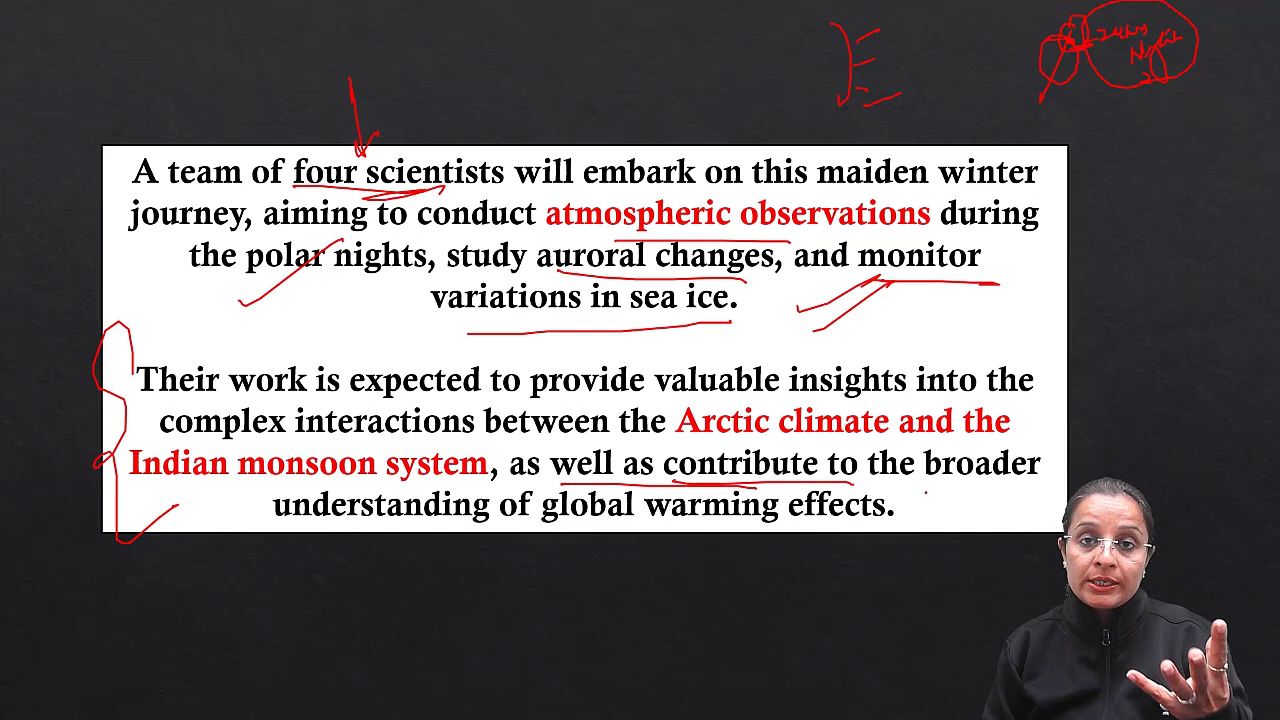 A team of four scientists will embark on this maiden winter
journey, aiming to conduct atmospheric observations during
the polar nights, study auroral changes, and monitor
variations in sea ice.
Their work is expected to provide valuable insights into the
complex interactions between the Arctic climate and the
Indian monsoon system, as well as contribute to the broader
understanding of global warming effects.